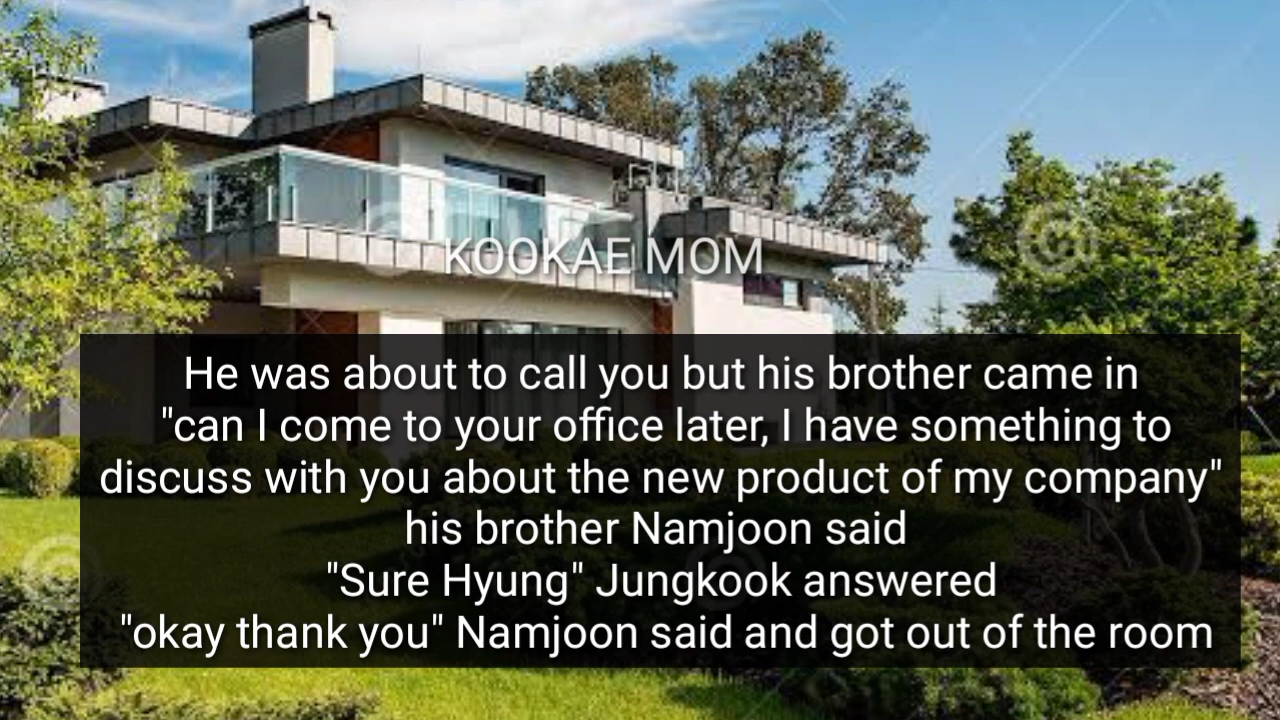 KOOKAE MOM
He was about to call you but his brother came in
"can I come to your office later, I have something to
discuss with you about the new product of my company"
his brother Namjoon said
"Sure Hyung" Jungkook answered
"okay thank you" Namjoon said and got out of the room